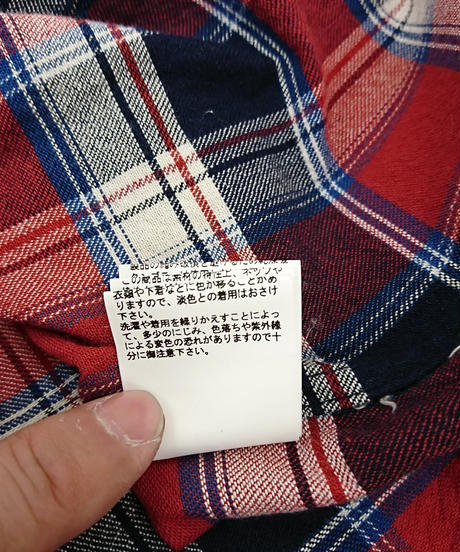 この製品は素材の特性上、ネップや
衣類や下着などに色が移ることがあ
りますので、淡色との着用はおさけ
下さい。
洗濯や着用を繰りかえすことによっ
て、多少のにじみ、色落ちや紫外線
による変色の恐れがありますので十
分に御注意下さい。